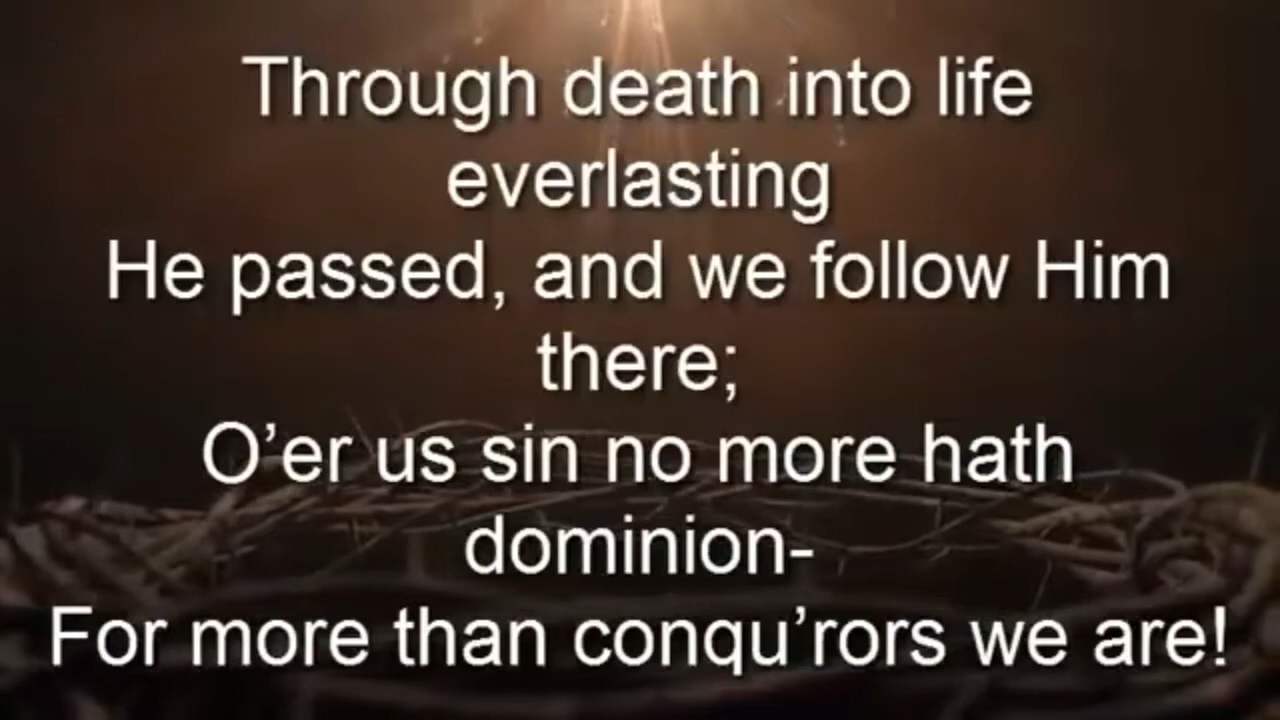 Through death into life
everlasting
He passed, and we follow Him
there;
O’er us sin no more hath
dominion-
For more than conqu’rors we are!